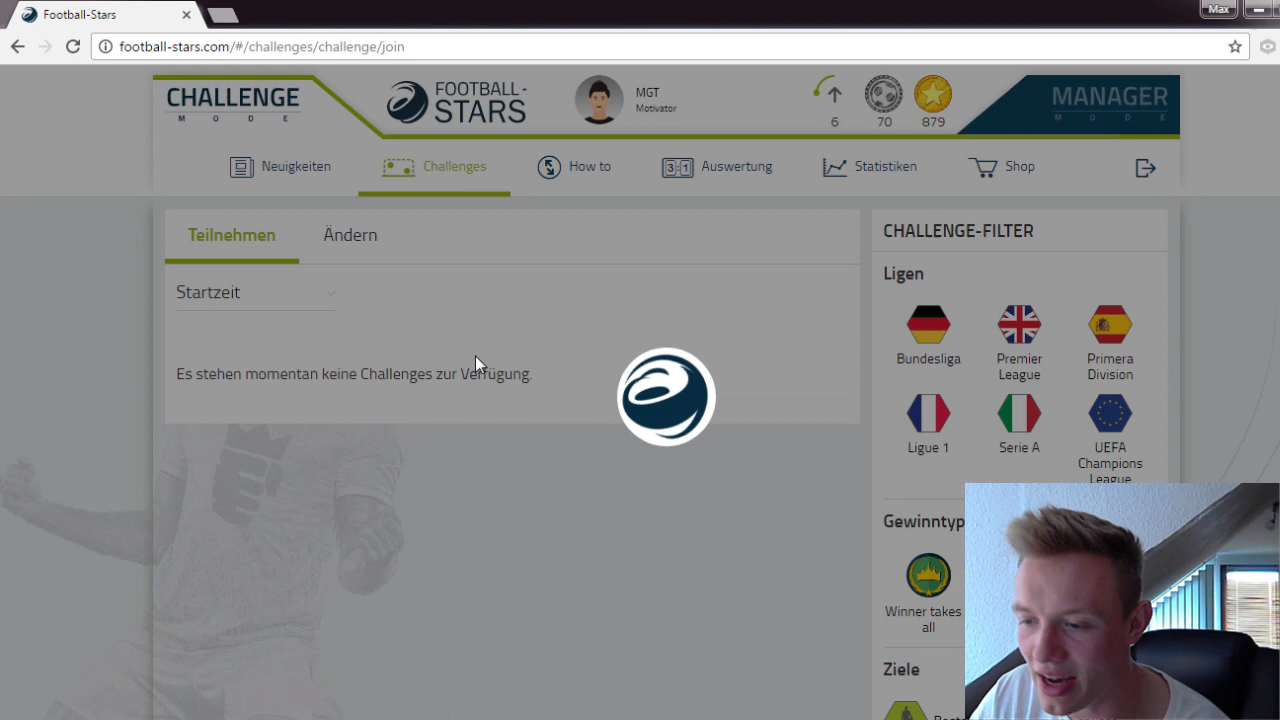 Football-Stars
Max
football-stars.com/#/challenges/challenge/join
CHALLENGE
MODE
FOOTBALL-
STARS
MGT
Motivator
6
70
879
MANAGER
MODE
Neuigkeiten
Challenges
How to
3:1
Auswertung
Statistiken
Shop
Teilnehmen
Ändern
Startzeit
Es stehen momentan keine Challenges zur Verfügung.
CHALLENGE-FILTER
Ligen
Bundesliga
Premier
League
Primera
Division
Ligue 1
Serie A
UEFA
Champions
League
Gewinntyp
Winner takes
all
Ziele